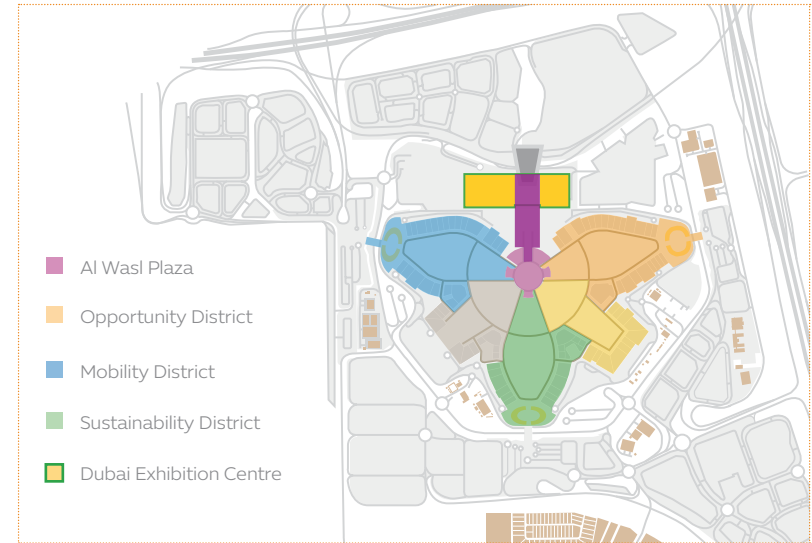 Al Wasl Plaza
Opportunity District
Mobility District
Sustainability District
Dubai Exhibition Centre